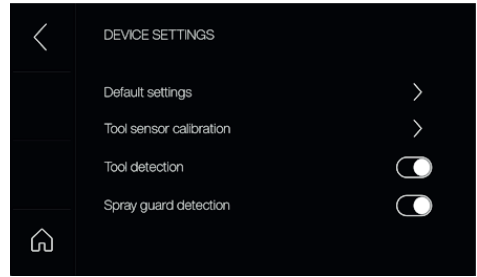 DEVICE SETTINGS
Default settings
Tool sensor calibration
Tool detection
Spray guard detection